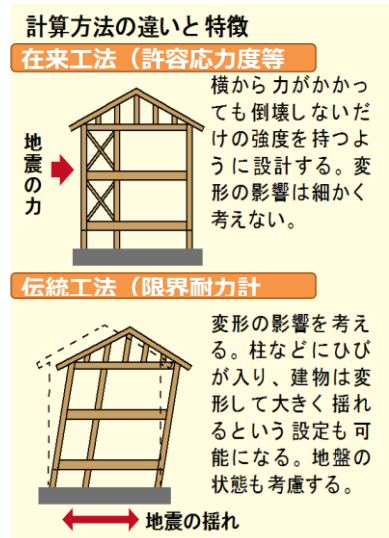 計算方法の違いと特徴
在来工法（許容応力度等
横から力がかかっ
ても倒壊しないだ
けの強度を持つよ
うに設計する。変
形の影響は細かく
考えない。
地震の力
伝統工法（限界耐力計
変形の影響を考え
る。柱などにひび
が入り、建物は変
形して大きく揺れ
るという設定も可
能になる。地盤の
状態も考慮する。
地震の揺れ